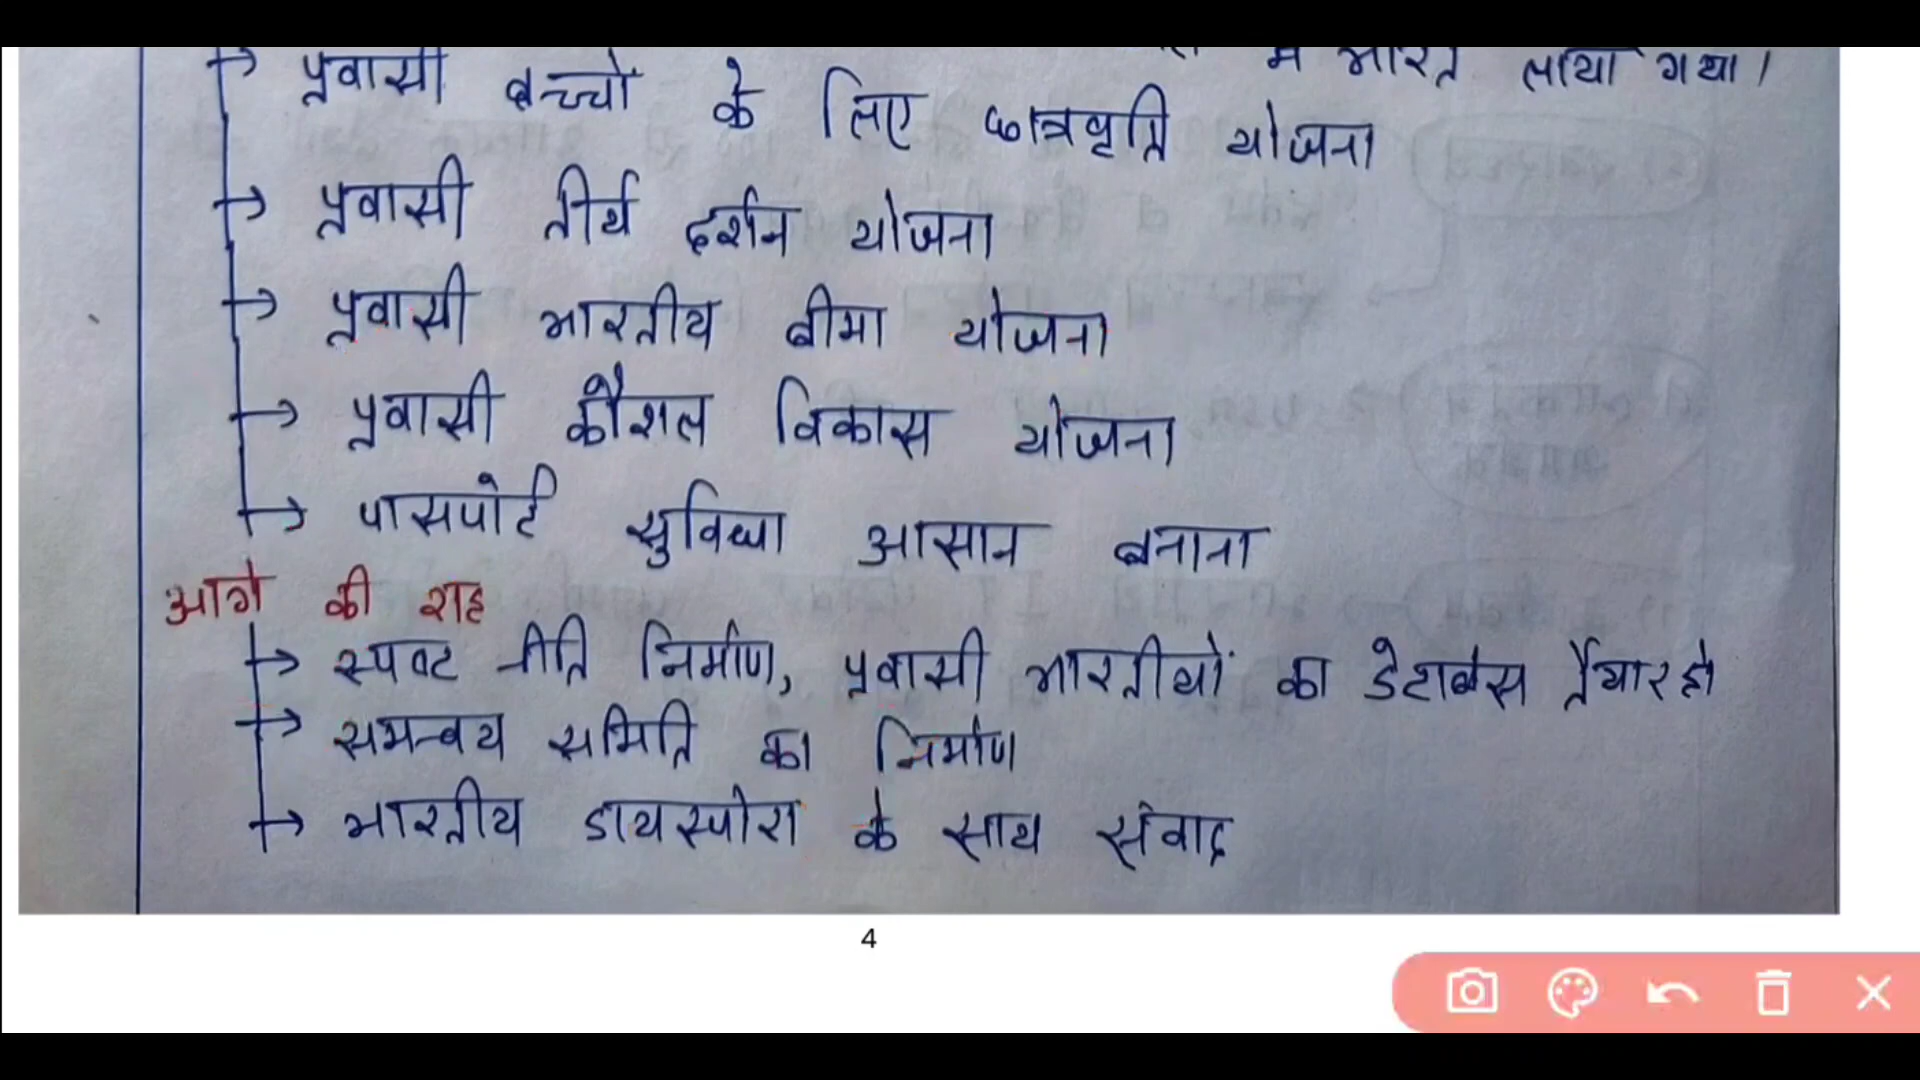 में भारत लाया गया।
→ प्रवासी बच्चों के लिए छात्रवृत्ति योजना
→ प्रवासी तीर्थ दर्शन योजना
→ प्रवासी भारतीय बीमा योजना
→ प्रवासी कौशल विकास योजना
→ पासपोर्ट सुविधा आसान बनाना
आगे की राह
→ स्पष्ट नीति निर्माण, प्रवासी भारतीयों का डेटाबेस तैयार हो
→ समन्वय समिति का निर्माण
→ भारतीय डायस्पोरा के साथ संवाद
4